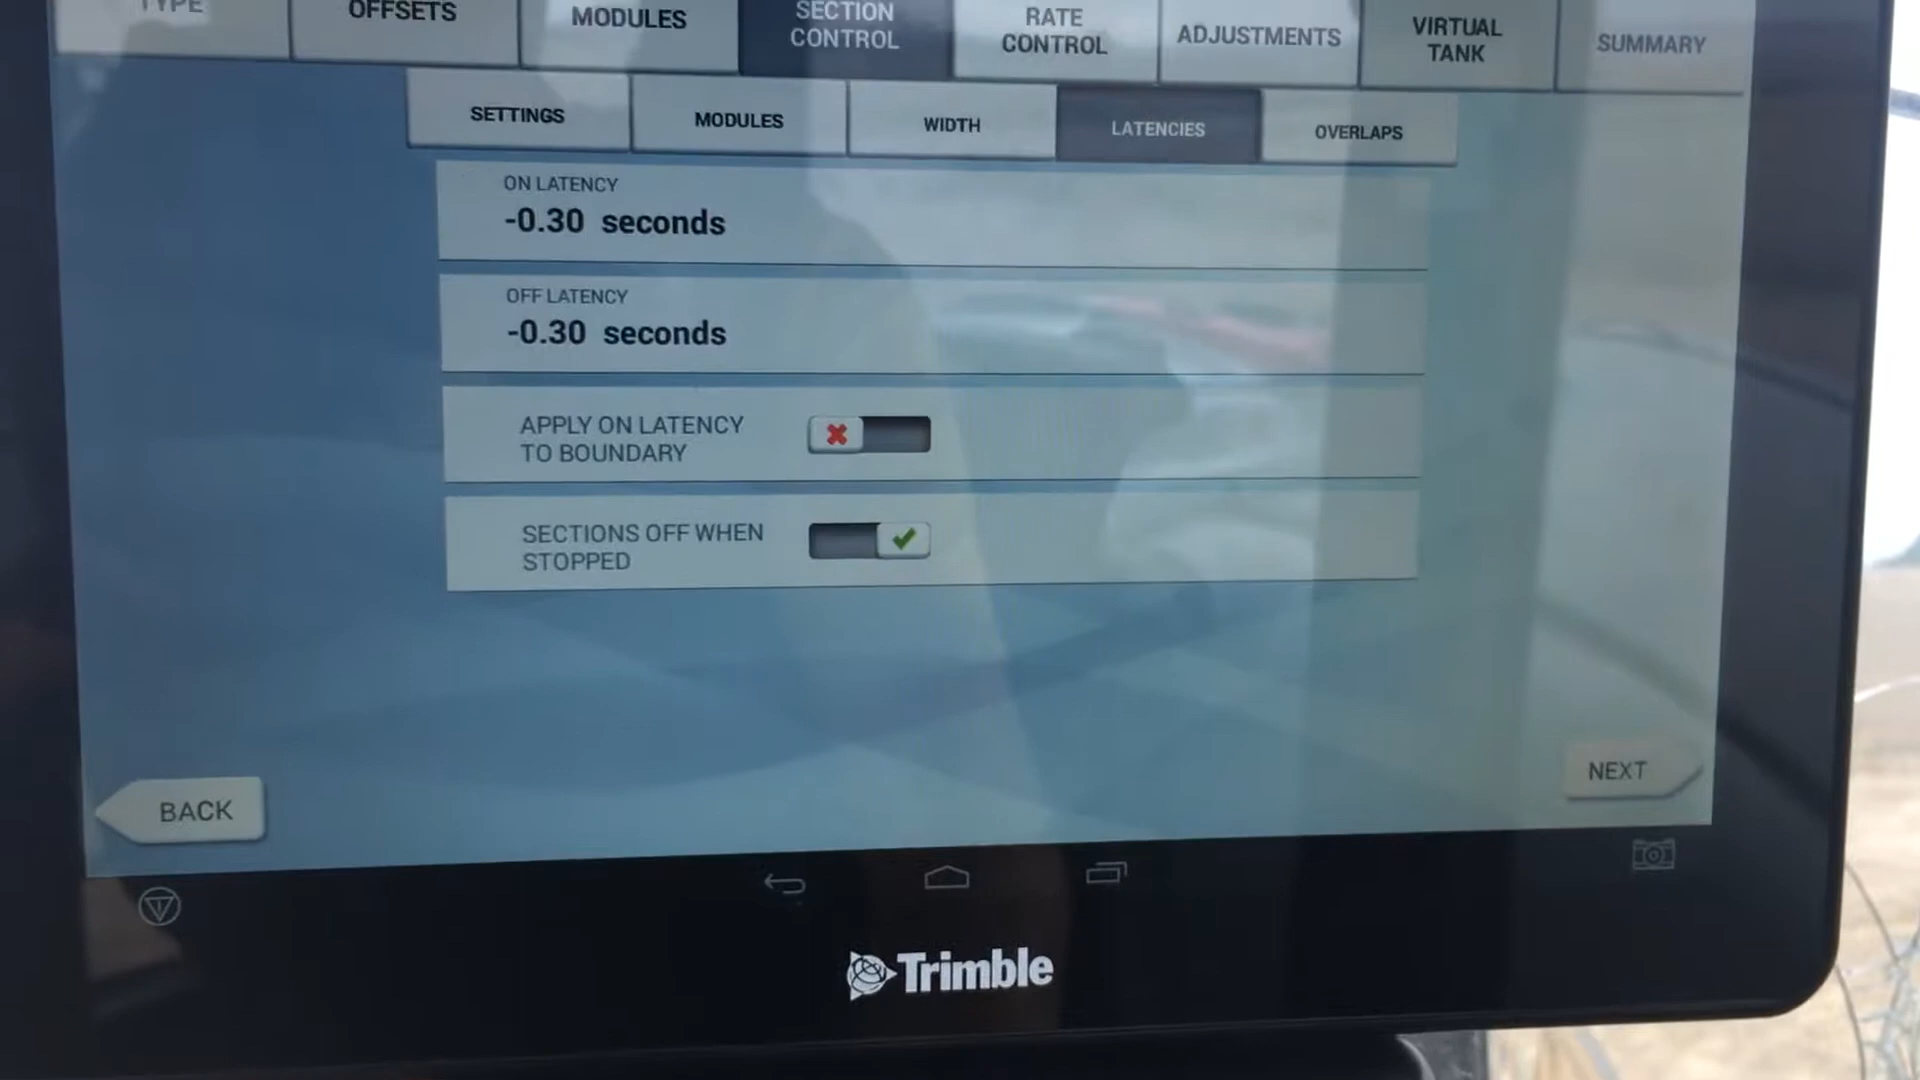 TYPE
OFFSETS
MODULES
SECTION
CONTROL
RATE
CONTROL
ADJUSTMENTS
VIRTUAL
TANK
SUMMARY
SETTINGS
MODULES
WIDTH
LATENCIES
OVERLAPS
ON LATENCY
-0.30 seconds
OFF LATENCY
-0.30 seconds
APPLY ON LATENCY
TO BOUNDARY
SECTIONS OFF WHEN
STOPPED
BACK
NEXT
Trimble